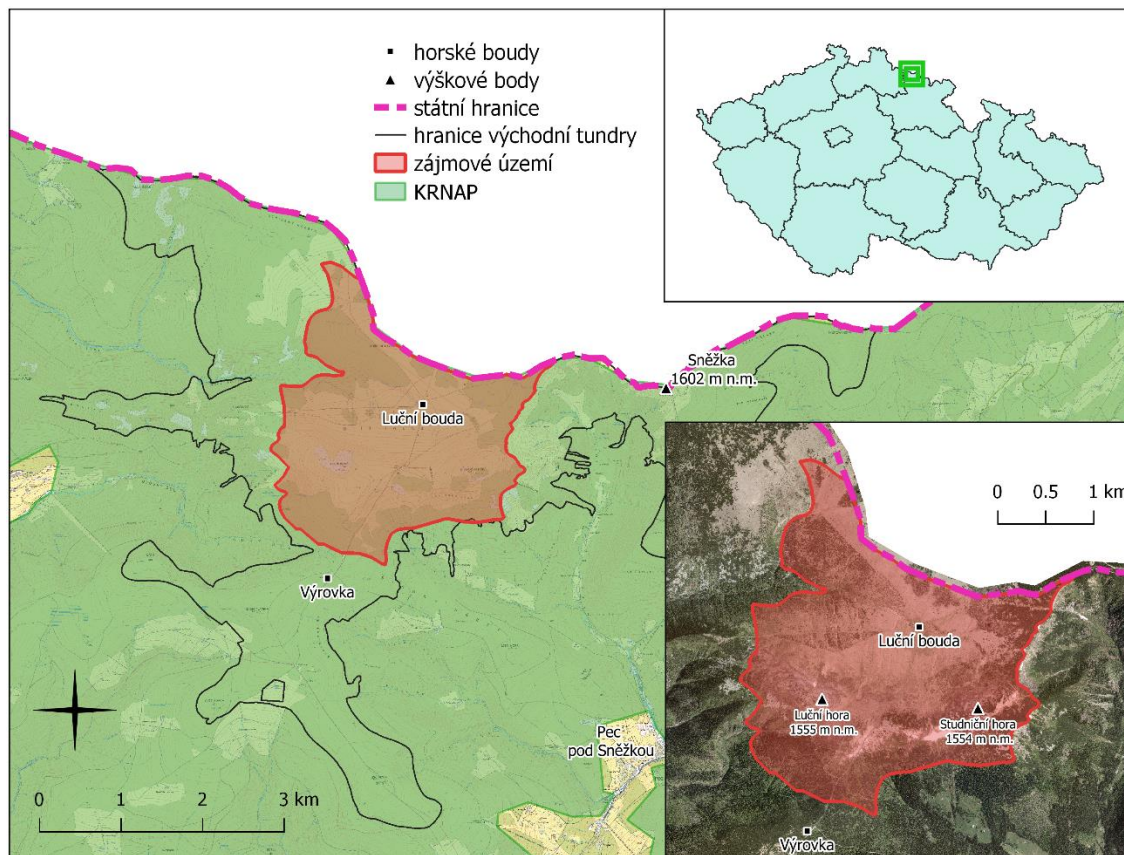 horské boudy
výškové body
státní hranice
hranice východní tundry
zájmové území
KRNAP
Sněžka
1602 m n.m.
Luční bouda
Výrovka
Pec
pod Sněžkou
0 1 2 3 km
0 0.5 1 km
Luční bouda
Luční hora
1555 m n.m.
Studniční hora
1554 m n.m.
Výrovka